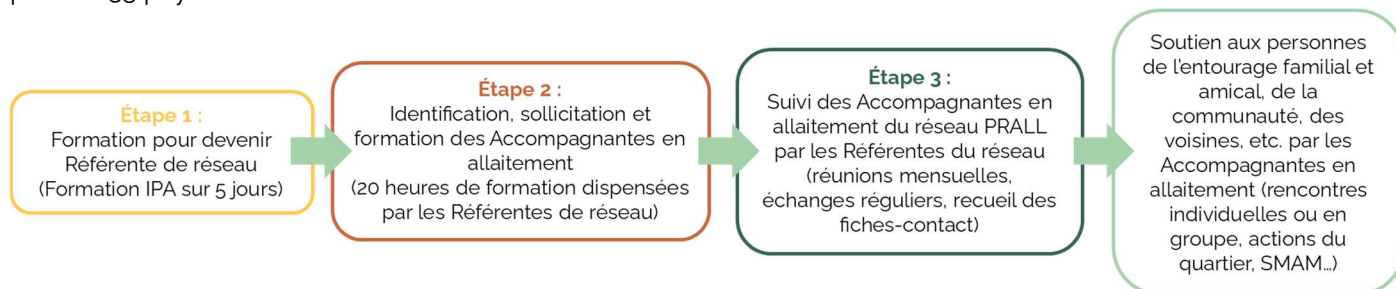 Étape 1 :
Formation pour devenir
Référente de réseau
(Formation IPA sur 5 jours)
Étape 2 :
Identification, sollicitation et
formation des Accompagnantes en
allaitement
(20 heures de formation dispensées
par les Référentes de réseau)
Étape 3 :
Suivi des Accompagnantes en
allaitement du réseau PRALL
par les Référentes du réseau
(réunions mensuelles,
échanges réguliers, recueil des
fiches-contact)
Soutien aux personnes
de l'entourage familial et
amical, de la
communauté, des
voisines, etc. par les
Accompagnantes en
allaitement (rencontres
individuelles ou en
groupe, actions du
quartier, SMAM…)